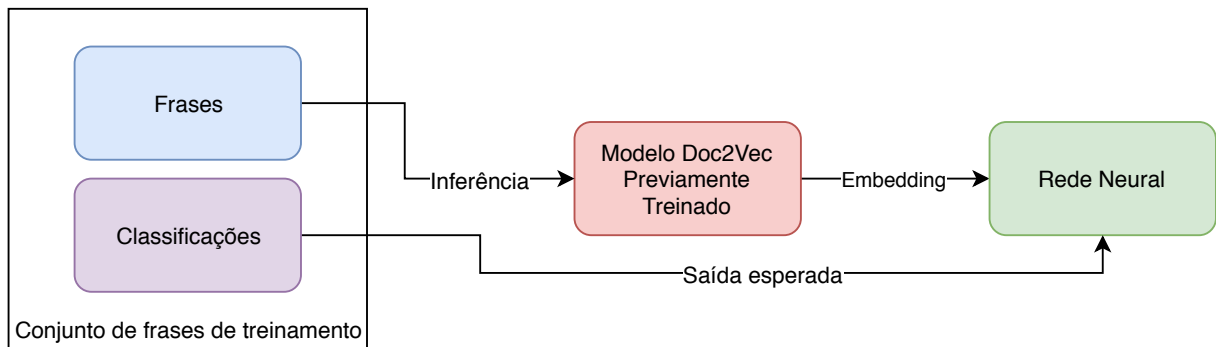 Frases
Classificações
Conjunto de frases de treinamento
Inferência
Modelo Doc2Vec
Previamente
Treinado
Embedding
Rede Neural
Saída esperada